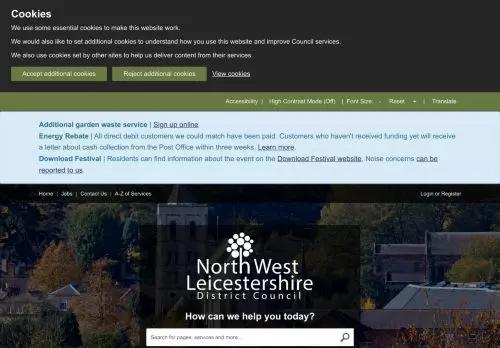 Cookies
We use some essential cookies to make this website work.
We would also like to set additional cookies to understand how you use this website and improve Council services.
We also use cookies set by other sites to help us deliver content from their services.
Accept additional cookies Reject additional cookies View cookies
Accessibility | High Contrast Mode (Off) | Font Size: - Reset + | Translate
Additional garden waste service | Sign up online
Energy Rebate | All direct debit customers we could match have been paid. Customers who haven't received funding yet will receive
a letter about cash collection from the Post Office within three weeks. Learn more.
Download Festival | Residents can find information about the event on the Download Festival website. Noise concerns can be
reported to us.
Home | Jobs | Contact Us | A-Z of Services Login or Register
North West
Leicestershire
District Council
How can we help you today?
Search for pages, services and more...